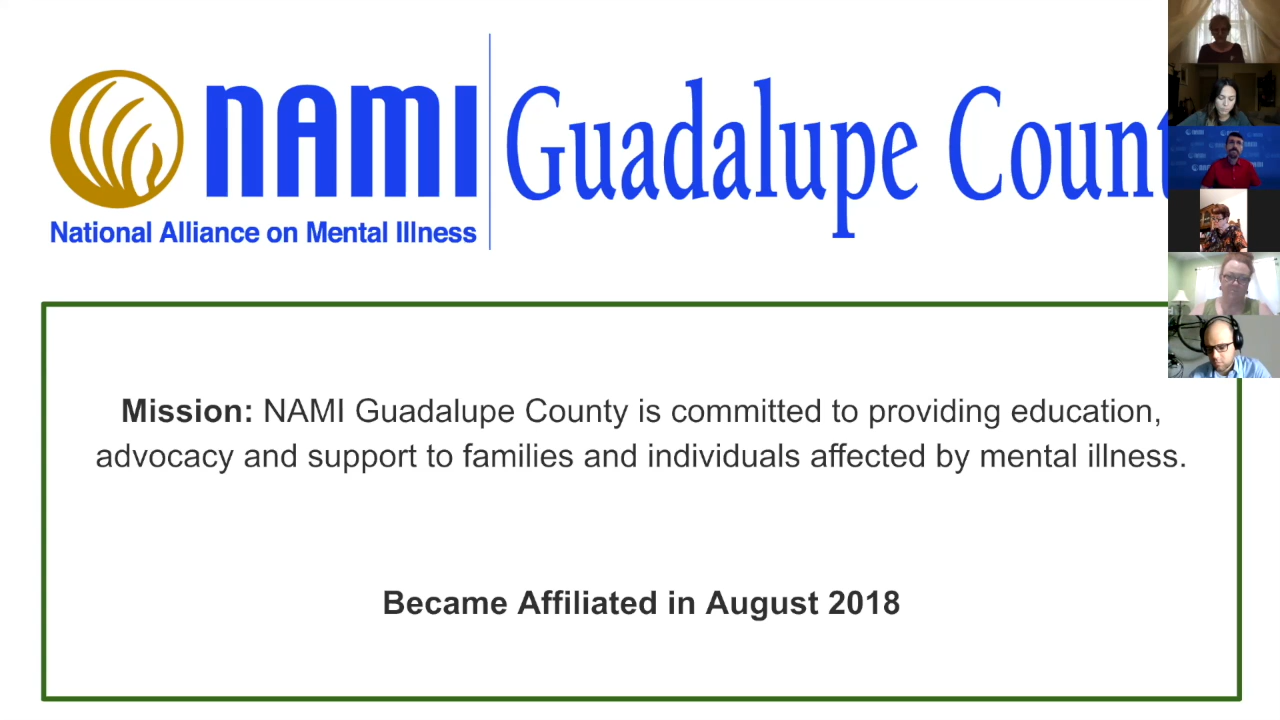 NAMI Guadalupe Count
National Alliance on Mental Illness
Mission: NAMI Guadalupe County is committed to providing education,
advocacy and support to families and individuals affected by mental illness.
Became Affiliated in August 2018